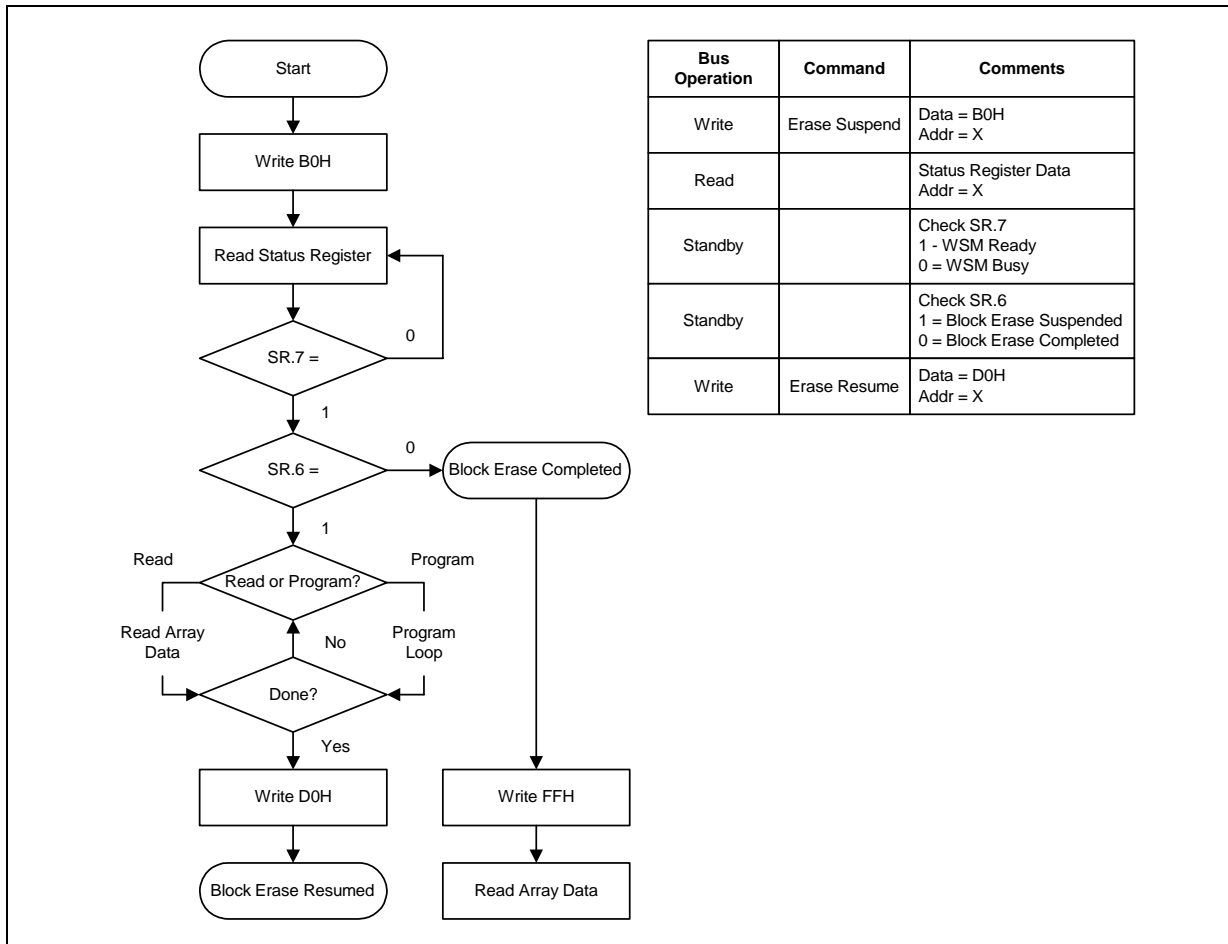 Start
Write B0H
Read Status Register
SR.7 =
0
1
SR.6 =
0
Block Erase Completed
1
Read
Read or Program?
Program
Read Array
Data
No
Program
Loop
Done?
Yes
Write D0H
Write FFH
Block Erase Resumed
Read Array Data
Bus
Operation
Command
Comments
Write
Erase Suspend
Data = B0H
Addr = X
Read
Status Register Data
Addr = X
Standby
Check SR.7
1 - WSM Ready
0 = WSM Busy
Standby
Check SR.6
1 = Block Erase Suspended
0 = Block Erase Completed
Write
Erase Resume
Data = D0H
Addr = X